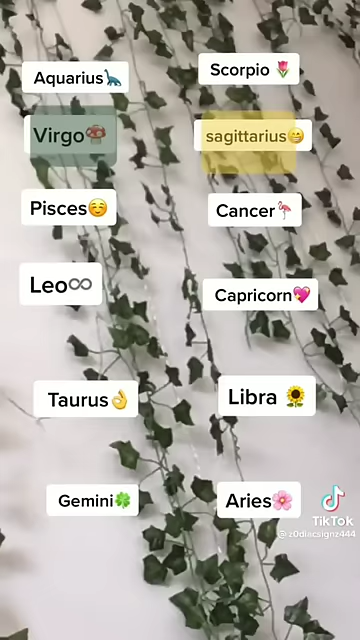 Aquarius🦕
Scorpio 🌷
Virgo🍄
sagittarius😁
Pisces☺️
Cancer🦩
Leo♾
Capricorn💖
Taurus👌
Libra 🌻
Gemini🍀
Aries🌸
TikTok
@z0diacsignz444